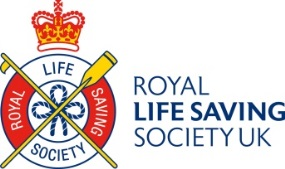 ROYAL
LIFE
SAVING
SOCIETY
ROYAL
LIFE SAVING
SOCIETY UK